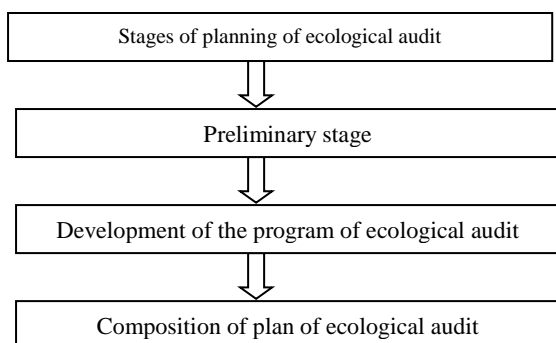 Stages of planning of ecological audit
Preliminary stage
Development of the program of ecological audit
Composition of plan of ecological audit